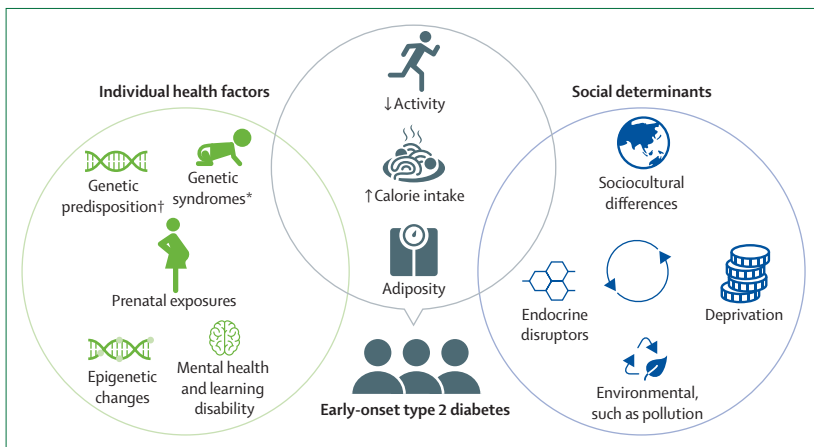 Individual health factors
Genetic
predisposition†
Genetic
syndromes*
Prenatal exposures
Epigenetic
changes
Mental health
and learning
disability
↓Activity
↑Calorie intake
Adiposity
Early-onset type 2 diabetes
Social determinants
Sociocultural
differences
Endocrine
disruptors
Deprivation
Environmental,
such as pollution